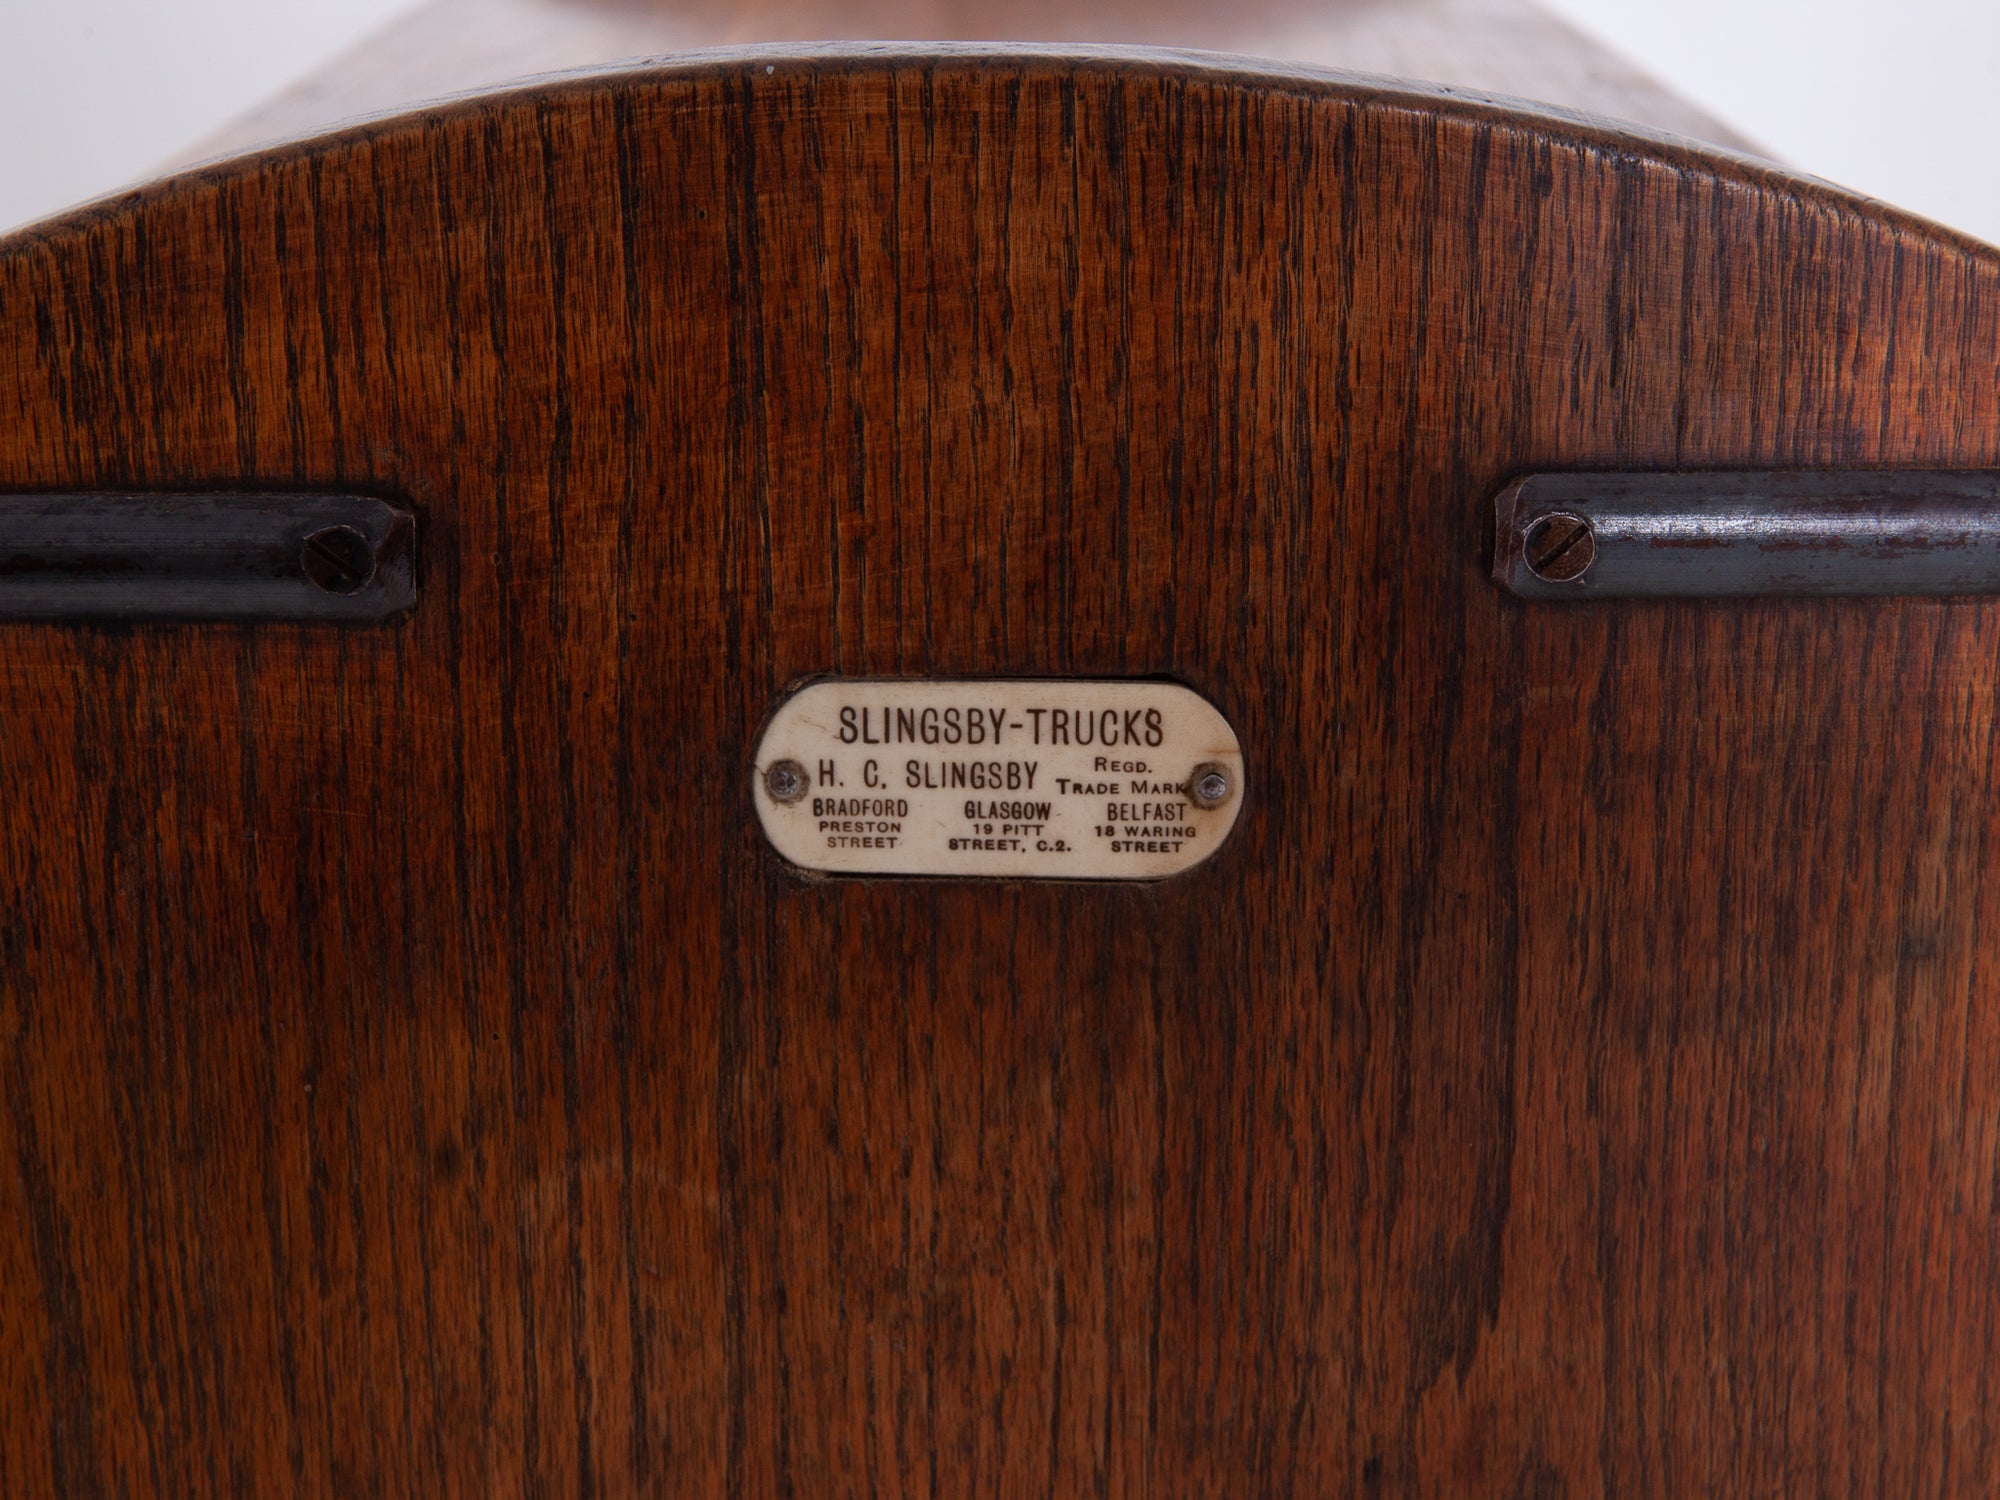 SLINGSBY-TRUCKS
H. C. SLINGSBY REGD. TRADE MARK
BRADFORD GLASGOW BELFAST
PRESTON 19 PITT 18 WARING
STREET STREET, C.2. STREET